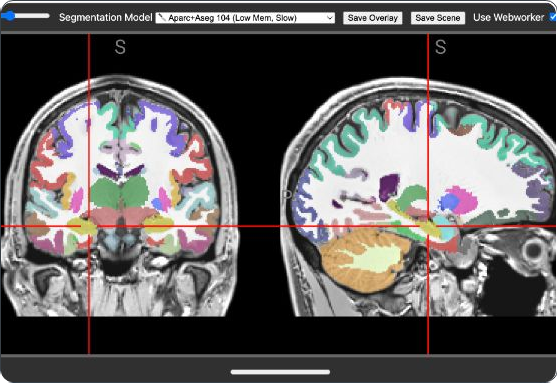 Segmentation Model Aparc+Aseg 104 (Low Mem, Slow) Save Overlay Save Scene Use Webworker
S S
P